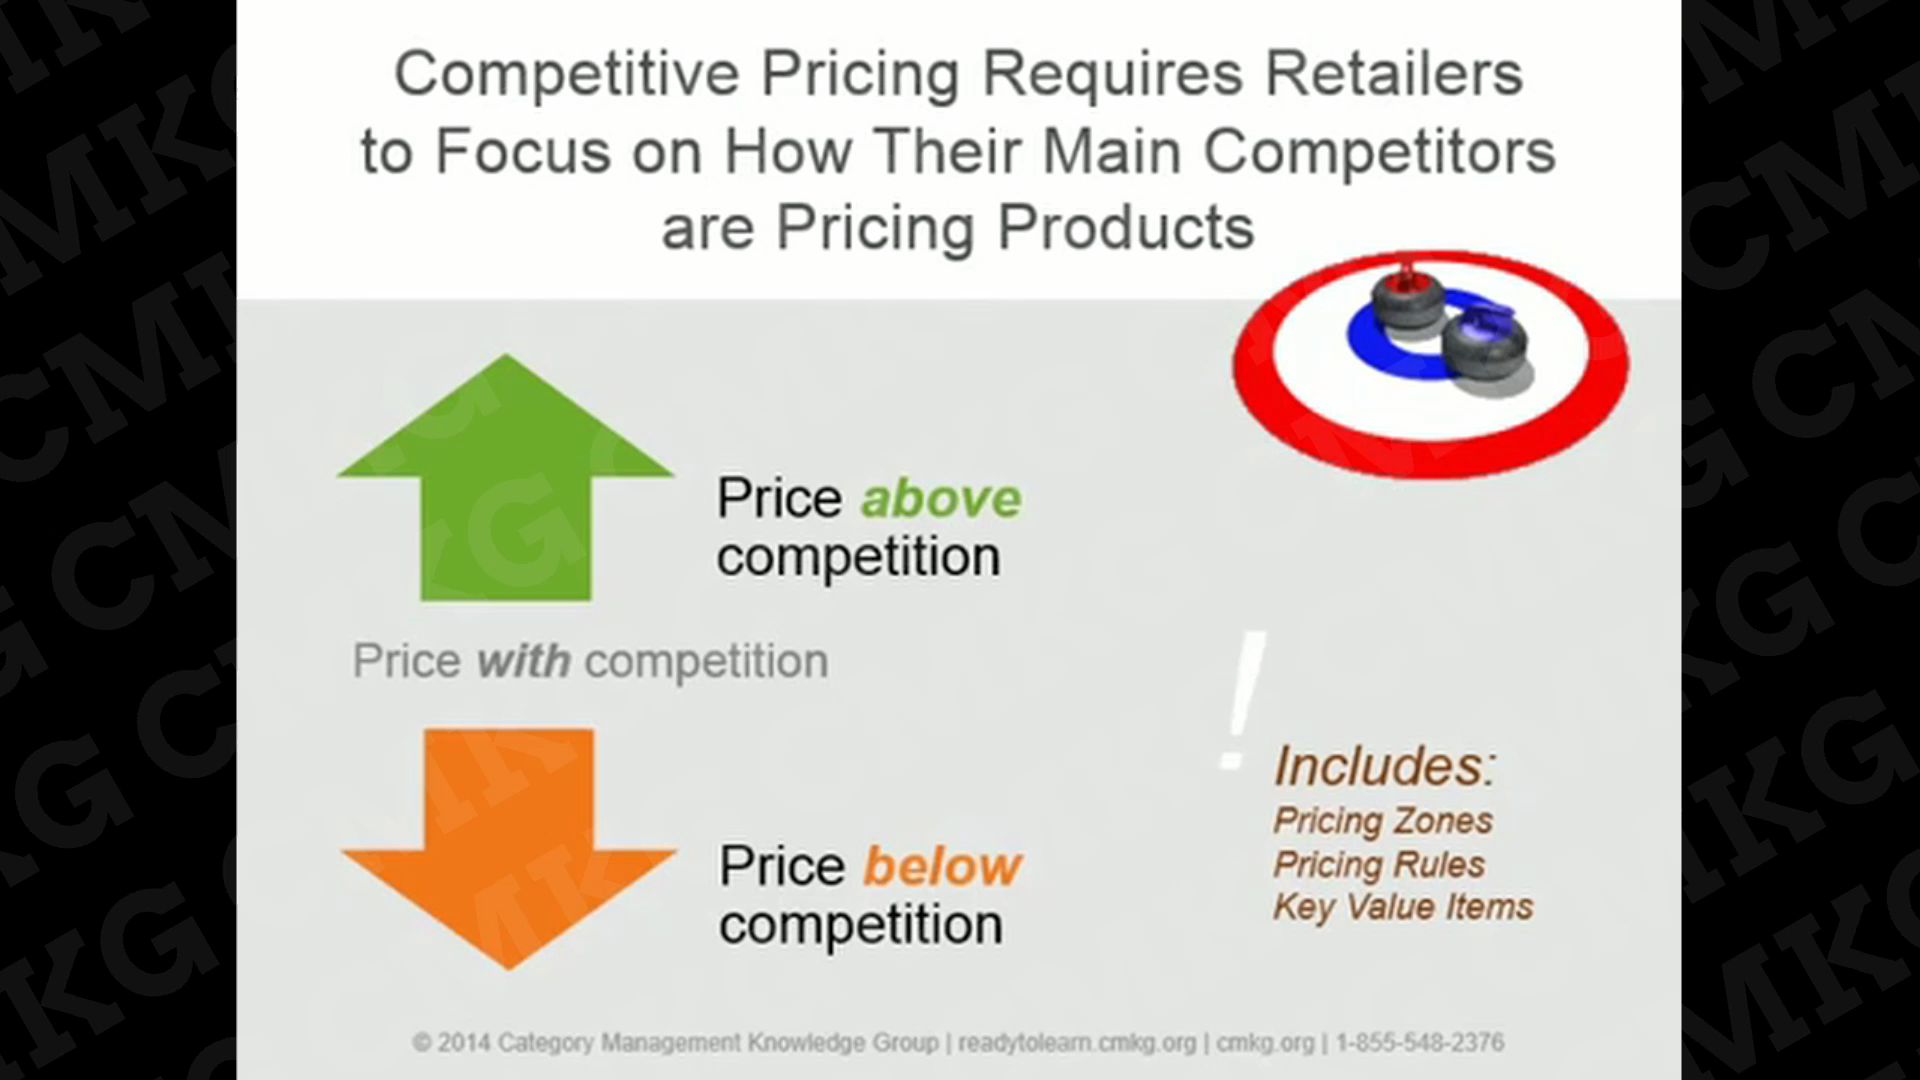 Competitive Pricing Requires Retailers
to Focus on How Their Main Competitors
are Pricing Products
Price above
competition
Price with competition
Price below
competition
!
Includes:
Pricing Zones
Pricing Rules
Key Value Items
© 2014 Category Management Knowledge Group | readytolearn.cmkg.org | cmkg.org | 1-855-548-2376
CMKG